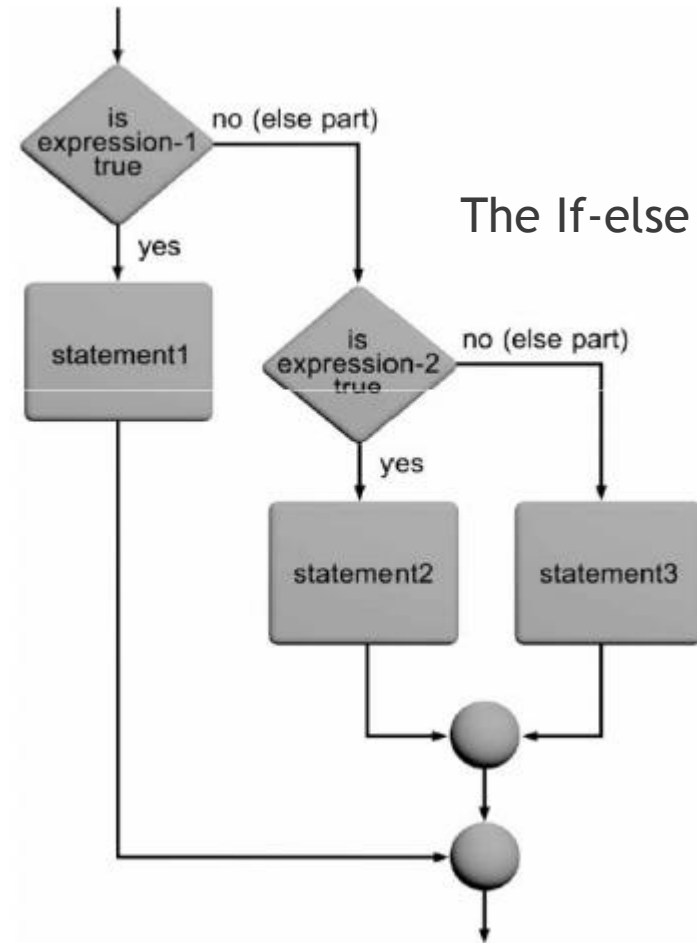 is
expression-1
true
no (else part)
The If-else
yes
statement1
is
expression-2
true
no (else part)
yes
statement2
statement3